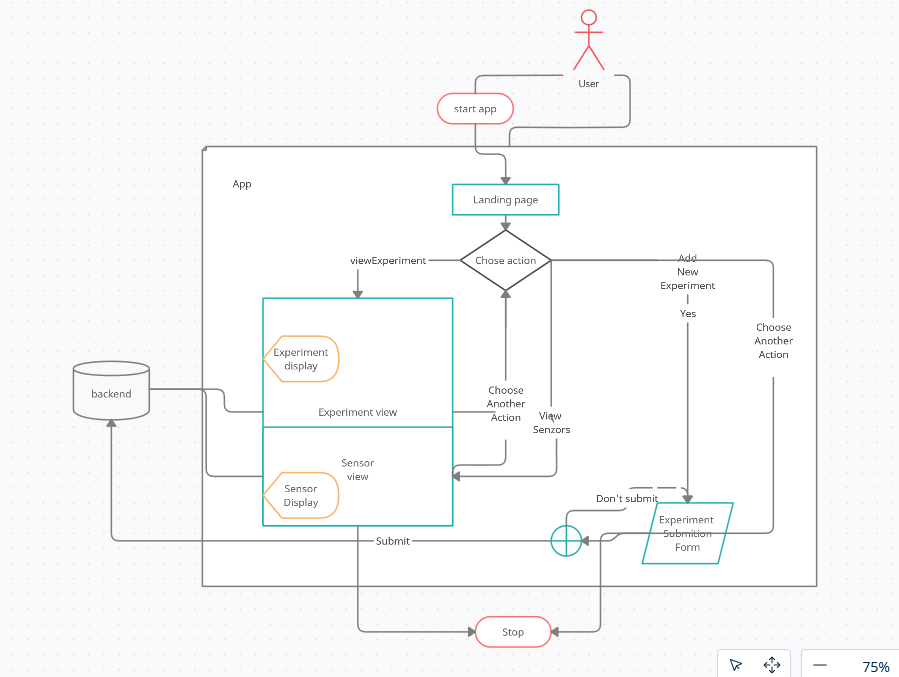 User
start app
App
Landing page
Chose action
viewExperiment
Add
New
Experiment
Yes
Choose
Another
Action
Experiment
display
Experiment view
backend
Choose
Another
Action
View
Senzors
Sensor
view
Sensor
Display
Don't submit
Experiment
Submition
Form
Submit
Stop
75%